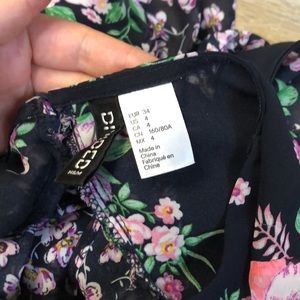 DIVIDED
H&M
EUR 34
US 4
CA 4
CN 160/80A
MX 4
Made in
China
Fabriqué en
Chine